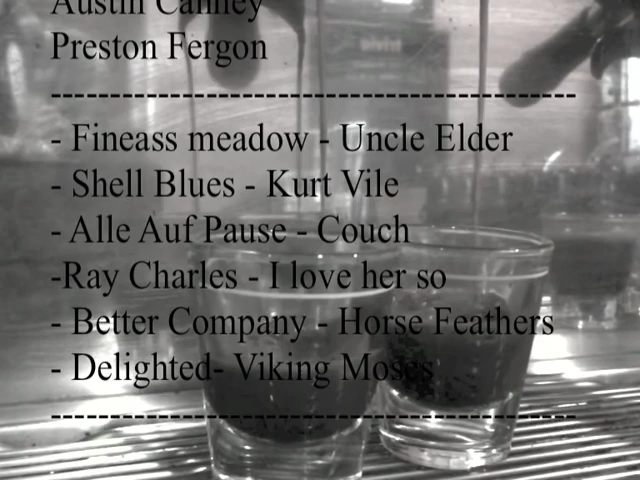 Austin Canney
Preston Fergon
---------------------------------------------
- Fineass meadow - Uncle Elder
- Shell Blues - Kurt Vile
- Alle Auf Pause - Couch
-Ray Charles - I love her so
- Better Company - Horse Feathers
- Delighted- Viking Moses
---------------------------------------------